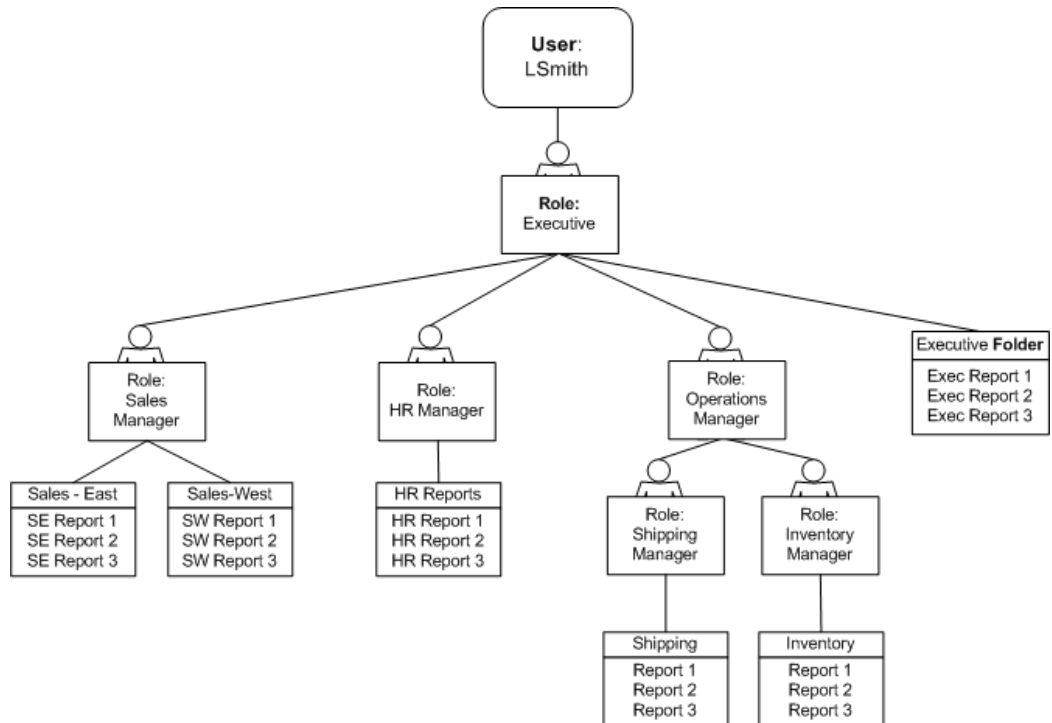 User:
LSmith
Role:
Executive
Role:
Sales
Manager
Role:
HR Manager
Role:
Operations
Manager
Executive Folder
Exec Report 1
Exec Report 2
Exec Report 3
Sales - East
SE Report 1
SE Report 2
SE Report 3
Sales-West
SW Report 1
SW Report 2
SW Report 3
HR Reports
HR Report 1
HR Report 2
HR Report 3
Role:
Shipping
Manager
Role:
Inventory
Manager
Shipping
Report 1
Report 2
Report 3
Inventory
Report 1
Report 2
Report 3